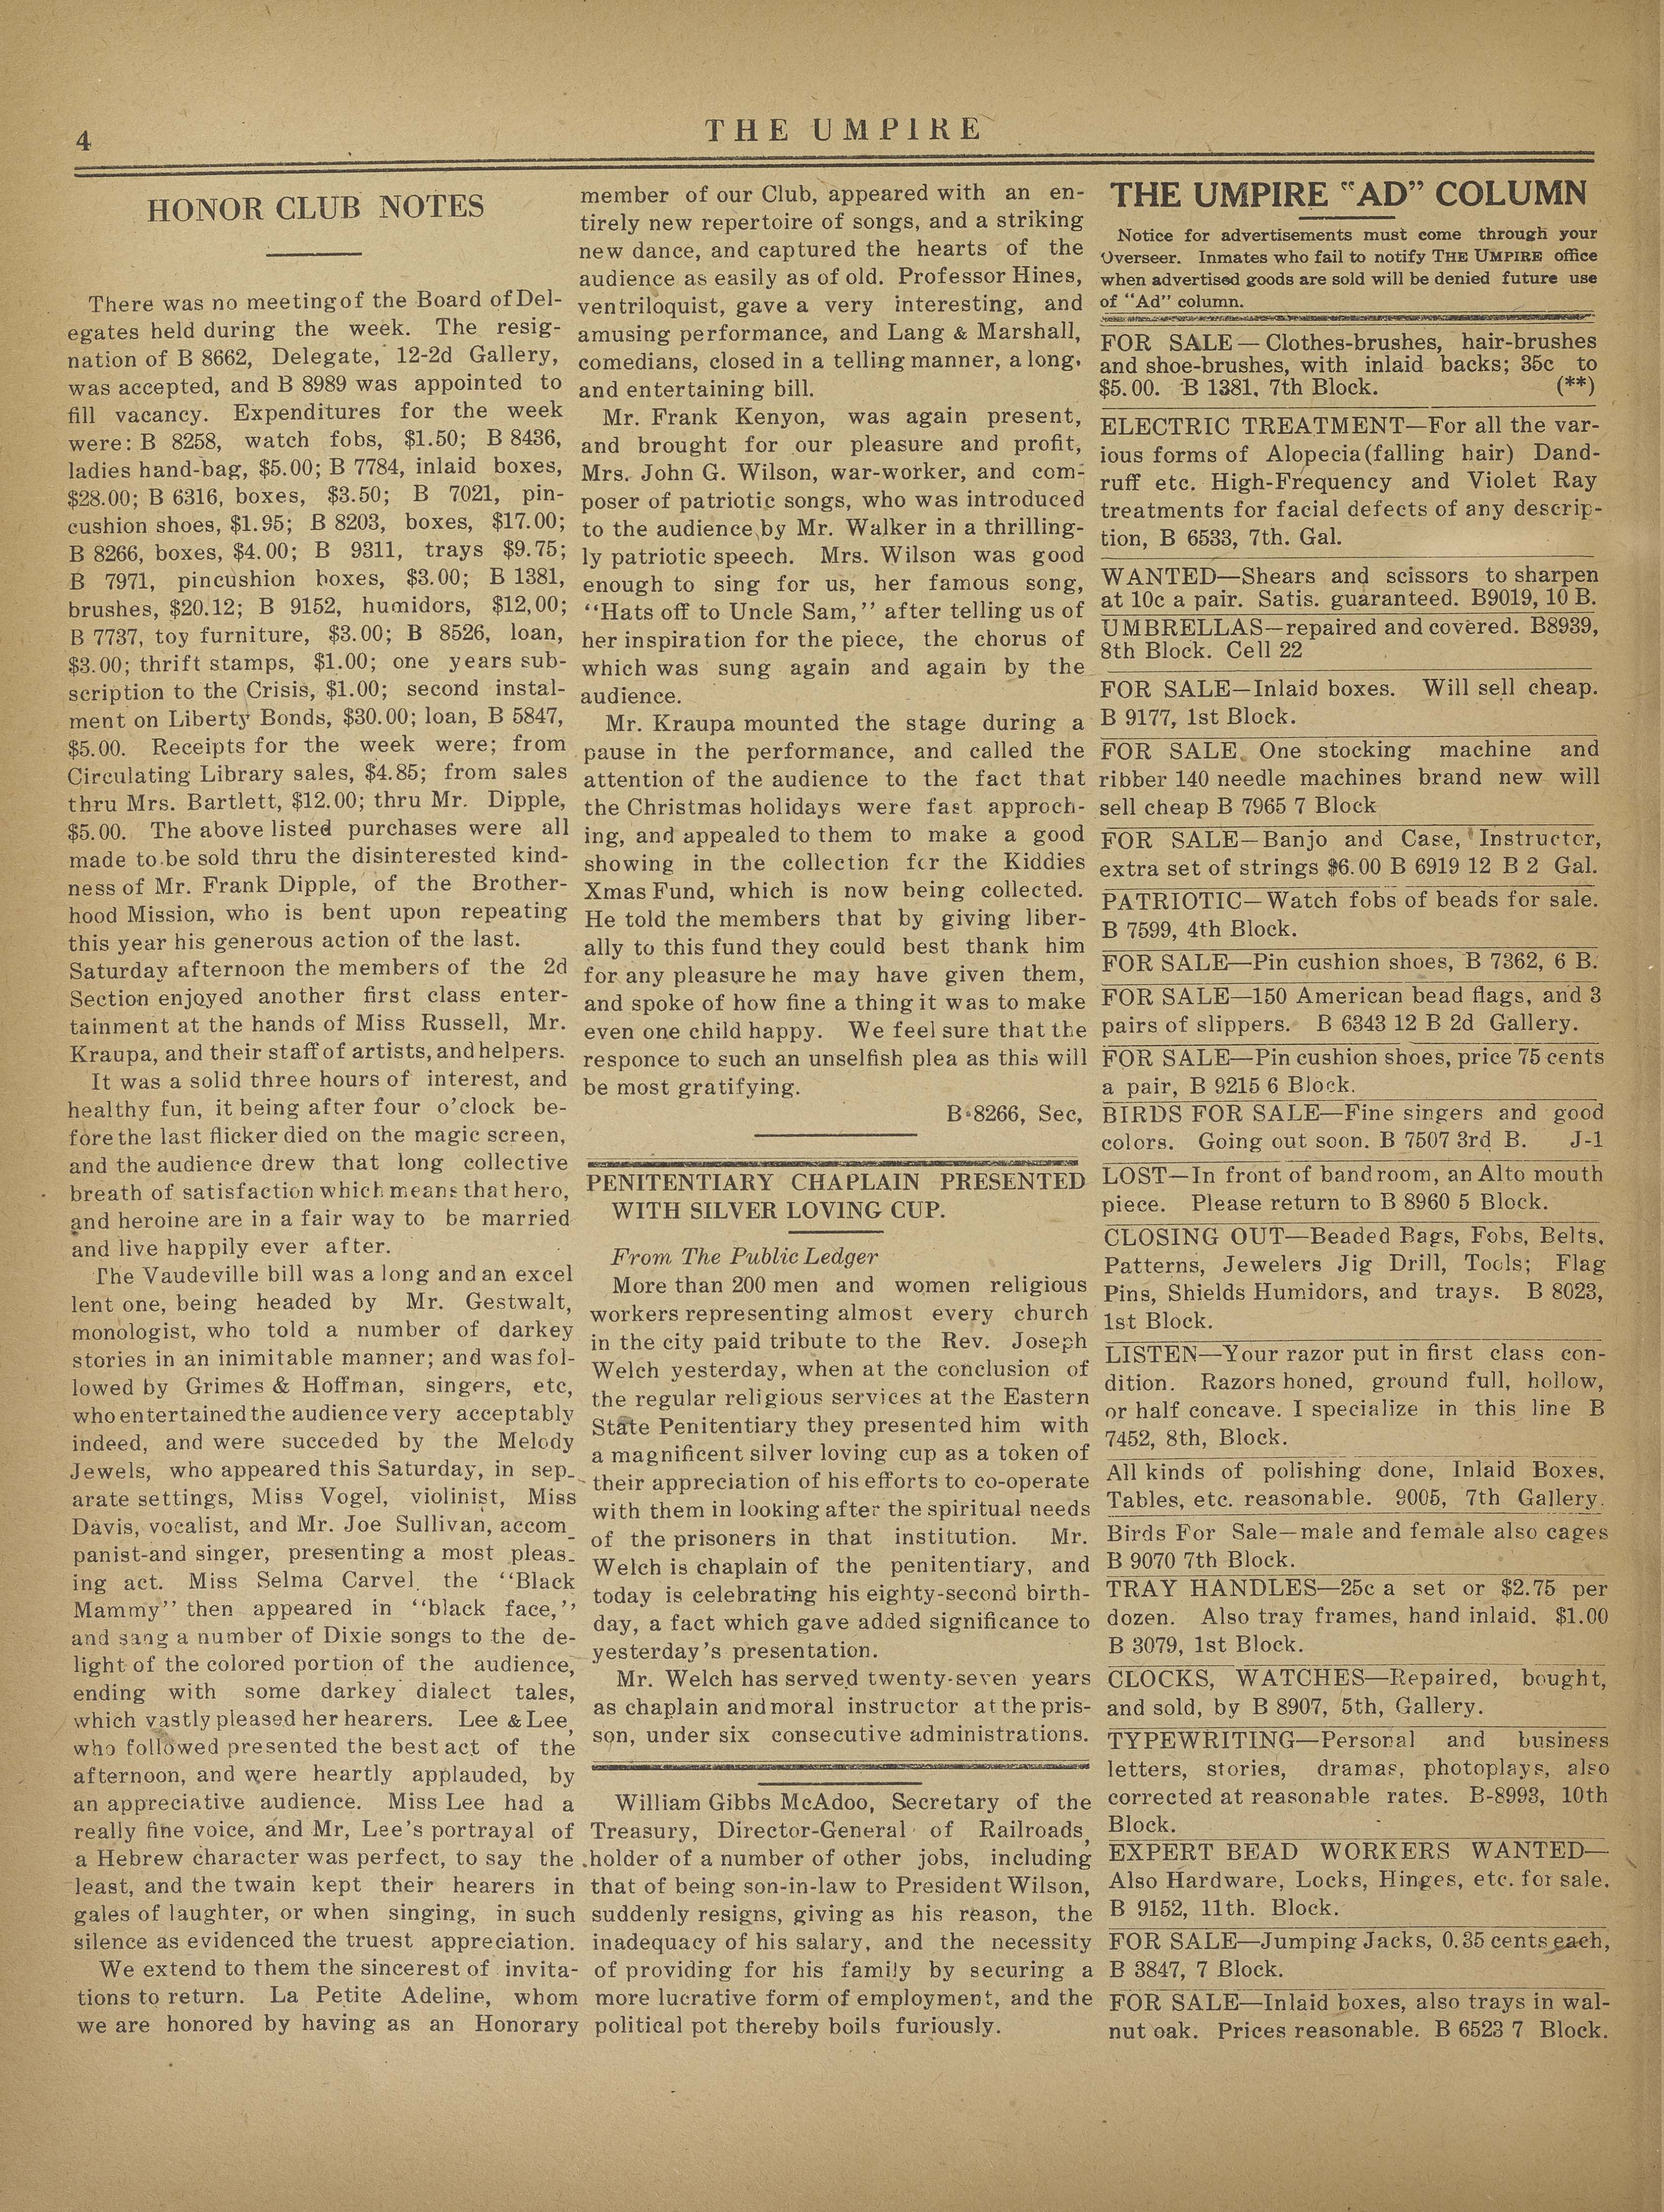 4
THE UMPIRE
HONOR CLUB NOTES
There was no meeting of the Board of Del-
egates held during the week. The resig-
nation of B 8662, Delegate, 12-2d Gallery,
was accepted, and B 8989 was appointed to
fill vacancy. Expenditures for the week
were: B 8258, watch fobs, $1.50; B 8436,
ladies hand-bag, $5.00; B 7784, inlaid boxes,
$28.00; B 6316, boxes, $3.50; B 7021, pin-
cushion shoes, $1.95; B 8203, boxes, $17.00;
B 8266, boxes, $4.00; B 9311, trays $9.75;
B 7971, pincushion boxes, $3.00; B 1381,
brushes, $20.12; B 9152, humidors, $12,00;
B 7737, toy furniture, $3.00; B 8526, loan,
$3.00; thrift stamps, $1.00; one years sub-
scription to the Crisis, $1.00; second instal-
ment on Liberty Bonds, $30.00; loan, B 5847,
$5.00. Receipts for the week were; from
Circulating Library sales, $4.85; from sales
thru Mrs. Bartlett, $12.00; thru Mr. Dipple,
$5.00. The above listed purchases were all
made to be sold thru the disinterested kind-
ness of Mr. Frank Dipple, of the Brother-
hood Mission, who is bent upon repeating
this year his generous action of the last.
Saturday afternoon the members of the 2d
Section enjoyed another first class enter-
tainment at the hands of Miss Russell, Mr.
Kraupa, and their staff of artists, and helpers.
It was a solid three hours of interest, and
healthy fun, it being after four o'clock be-
fore the last flicker died on the magic screen,
and the audience drew that long collective
breath of satisfaction which means that hero,
and heroine are in a fair way to be married
and live happily ever after.
The Vaudeville bill was a long and an excel
lent one, being headed by Mr. Gestwalt,
monologist, who told a number of darkey
stories in an inimitable manner; and was fol-
lowed by Grimes & Hoffman, singers, etc,
who entertained the audience very acceptably
indeed, and were succeded by the Melody
Jewels, who appeared this Saturday, in sep-
arate settings, Miss Vogel, violinist, Miss
Davis, vocalist, and Mr. Joe Sullivan, accom-
panist-and singer, presenting a most pleas-
ing act. Miss Selma Carvel, the "Black
Mammy" then appeared in "black face,"
and sang a number of Dixie songs to the de-
light of the colored portion of the audience,
ending with some darkey dialect tales,
which vastly pleased her hearers. Lee & Lee,
who followed presented the best act of the
afternoon, and were heartly applauded, by
an appreciative audience. Miss Lee had a
really fine voice, and Mr, Lee's portrayal of
a Hebrew character was perfect, to say the
least, and the twain kept their hearers in
gales of laughter, or when singing, in such
silence as evidenced the truest appreciation.
We extend to them the sincerest of invita-
tions to return. La Petite Adeline, whom
we are honored by having as an Honorary
member of our Club, appeared with an en-
tirely new repertoire of songs, and a striking
new dance, and captured the hearts of the
audience as easily as of old. Professor Hines,
ventriloquist, gave a very interesting, and
amusing performance, and Lang & Marshall,
comedians, closed in a telling manner, a long,
and entertaining bill.
Mr. Frank Kenyon, was again present,
and brought for our pleasure and profit,
Mrs. John G. Wilson, war-worker, and com-
poser of patriotic songs, who was introduced
to the audience by Mr. Walker in a thrilling-
ly patriotic speech. Mrs. Wilson was good
enough to sing for us, her famous song,
"Hats off to Uncle Sam," after telling us of
her inspiration for the piece, the chorus of
which was sung again and again by the
audience.
Mr. Kraupa mounted the stage during a
pause in the performance, and called the
attention of the audience to the fact that
the Christmas holidays were fast approch-
ing, and appealed to them to make a good
showing in the collection for the Kiddies
Xmas Fund, which is now being collected.
He told the members that by giving liber-
ally to this fund they could best thank him
for any pleasure he may have given them,
and spoke of how fine a thing it was to make
even one child happy. We feel sure that the
responce to such an unselfish plea as this will
be most gratifying.
B-8266, Sec,
PENITENTIARY CHAPLAIN PRESENTED
WITH SILVER LOVING CUP.
From The Public Ledger
More than 200 men and women religious
workers representing almost every church
in the city paid tribute to the Rev. Joseph
Welch yesterday, when at the conclusion of
the regular religious services at the Eastern
State Penitentiary they presented him with
a magnificent silver loving cup as a token of
their appreciation of his efforts to co-operate
with them in looking after the spiritual needs
of the prisoners in that institution. Mr.
Welch is chaplain of the penitentiary, and
today is celebrating his eighty-second birth-
day, a fact which gave added significance to
yesterday's presentation.
Mr. Welch has served twenty-seven years
as chaplain and moral instructor at the pris-
son, under six consecutive administrations.
William Gibbs McAdoo, Secretary of the
Treasury, Director-General of Railroads,
holder of a number of other jobs, including
that of being son-in-law to President Wilson,
suddenly resigns, giving as his reason, the
inadequacy of his salary, and the necessity
of providing for his family by securing a
more lucrative form of employment, and the
political pot thereby boils furiously.
THE UMPIRE "AD" COLUMN
Notice for advertisements must come through your
Overseer. Inmates who fail to notify THE UMPIRE office
when advertised goods are sold will be denied future use
of "Ad" column.
FOR SALE—Clothes-brushes, hair-brushes
and shoe-brushes, with inlaid backs; 35c to
$5.00. B 1381, 7th Block. (**)
ELECTRIC TREATMENT—For all the var-
ious forms of Alopecia (falling hair) Dand-
ruff etc. High-Frequency and Violet Ray
treatments for facial defects of any descrip-
tion, B 6533, 7th. Gal.
WANTED—Shears and scissors to sharpen
at 10c a pair. Satis. guaranteed. B9019, 10 B.
UMBRELLAS—repaired and covered. B8939,
8th Block. Cell 22
FOR SALE—Inlaid boxes. Will sell cheap.
B 9177, 1st Block.
FOR SALE. One stocking machine and
ribber 140 needle machines brand new will
sell cheap B 7965 7 Block
FOR SALE—Banjo and Case, Instructor,
extra set of strings $6.00 B 6919 12 B 2 Gal.
PATRIOTIC—Watch fobs of beads for sale.
B 7599, 4th Block.
FOR SALE—Pin cushion shoes, B 7362, 6 B.
FOR SALE—150 American bead flags, and 3
pairs of slippers. B 6343 12 B 2d Gallery.
FOR SALE—Pin cushion shoes, price 75 cents
a pair, B 9215 6 Block.
BIRDS FOR SALE—Fine singers and good
colors. Going out soon. B 7507 3rd B. J-1
LOST—In front of band room, an Alto mouth
piece. Please return to B 8960 5 Block.
CLOSING OUT—Beaded Bags, Fobs, Belts,
Patterns, Jewelers Jig Drill, Tools; Flag
Pins, Shields Humidors, and trays. B 8023,
1st Block.
LISTEN—Your razor put in first class con-
dition. Razors honed, ground full, hollow,
or half concave. I specialize in this line B
7452, 8th, Block.
All kinds of polishing done, Inlaid Boxes,
Tables, etc. reasonable. 9005, 7th Gallery.
Birds For Sale—male and female also cages
B 9070 7th Block.
TRAY HANDLES—25c a set or $2.75 per
dozen. Also tray frames, hand inlaid. $1.00
B 3079, 1st Block.
CLOCKS, WATCHES—Repaired, bought,
and sold, by B 8907, 5th, Gallery.
TYPEWRITING—Personal and business
letters, stories, dramas, photoplays, also
corrected at reasonable rates. B-8993, 10th
Block.
EXPERT BEAD WORKERS WANTED—
Also Hardware, Locks, Hinges, etc. for sale.
B 9152, 11th. Block.
FOR SALE—Jumping Jacks, 0.35 cents each,
B 3847, 7 Block.
FOR SALE—Inlaid boxes, also trays in wal-
nut oak. Prices reasonable. B 6523 7 Block.